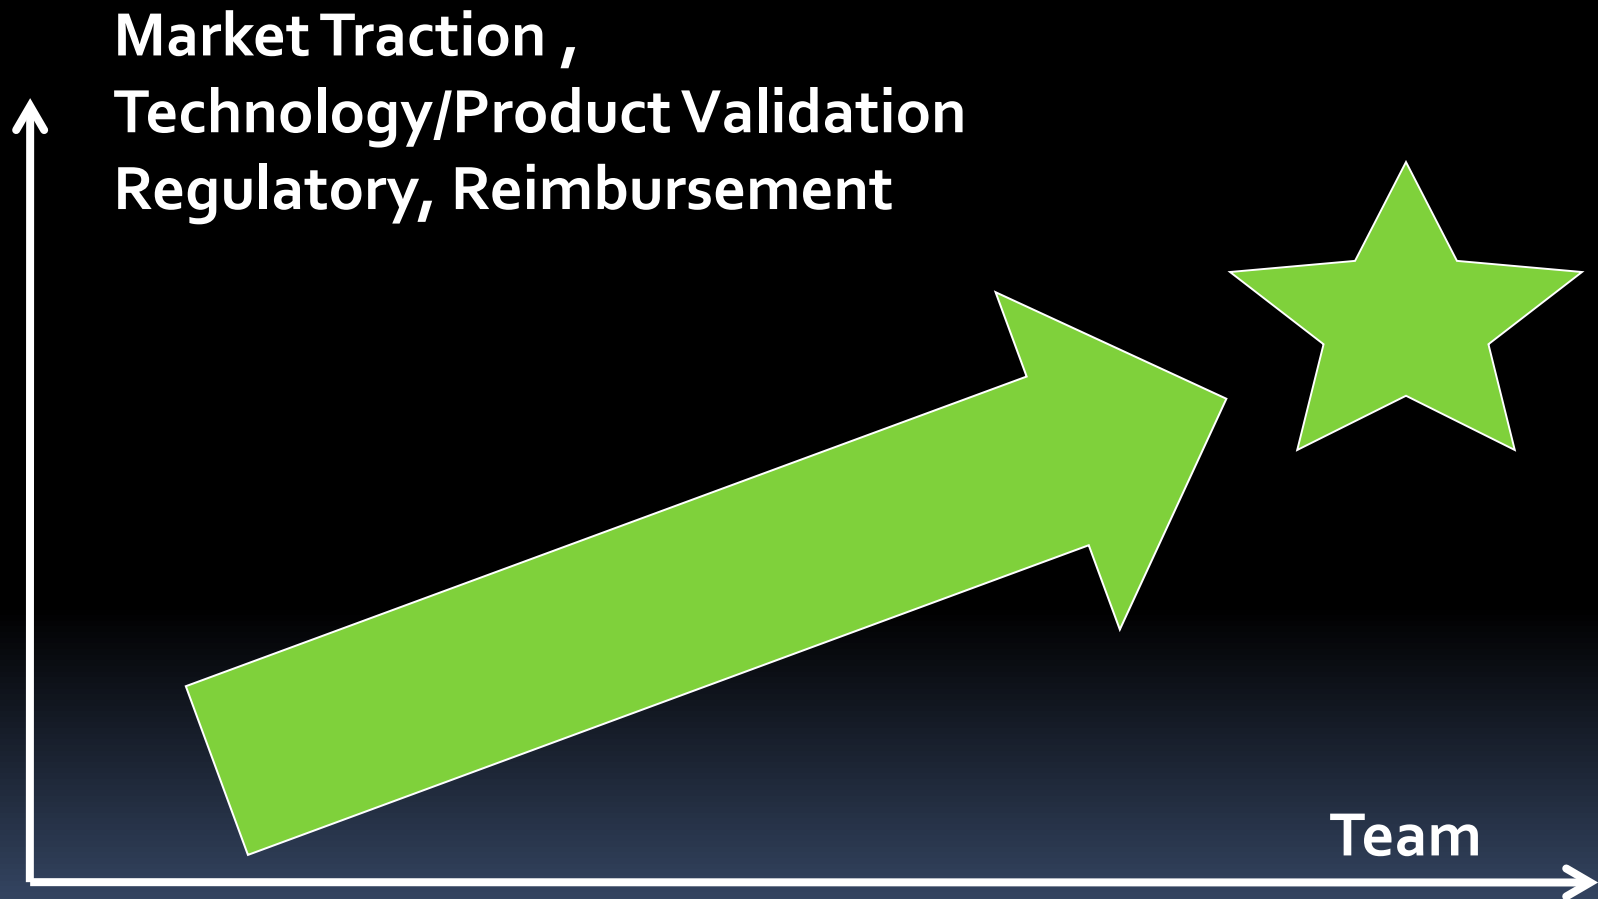 Market Traction ,
Technology/Product Validation
Regulatory, Reimbursement
Team